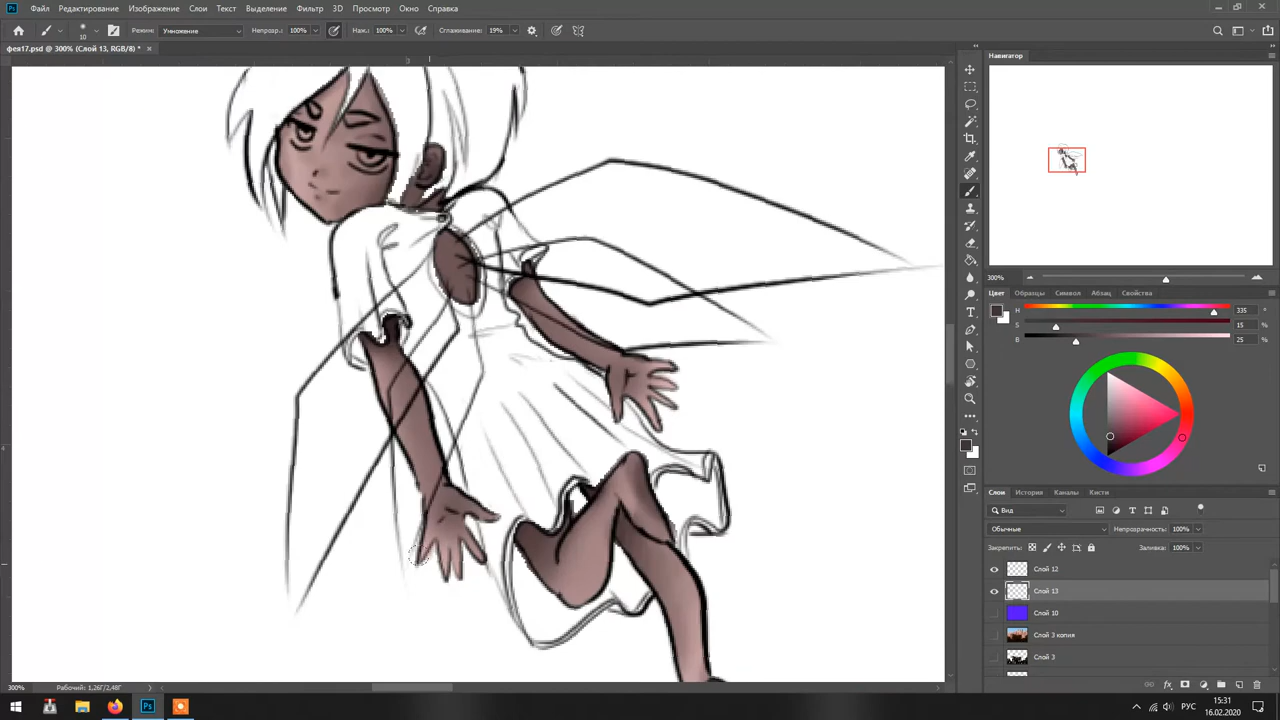 Файл Редактирование Изображение Слои Текст Выделение Фильтр 3D Просмотр Окно Справка
10 Режим: Умножение Непрозр.: 100% Наж.: 100% Сглаживание: 19%
фея17.psd @ 300% (Слой 13, RGB/8) *
3
4
Навигатор
300%
Цвет Образцы Символ Абзац Свойства
H 335
S 15 %
B 25 %
Слои История Каналы Кисти
Вид
Обычные Непрозрачность: 100%
Закрепить: Заливка: 100%
Слой 12
Слой 13
Слой 10
Слой 3 копия
Слой 3
300% Рабочий: 1,26Г/2,48Г
РУС
15:31
16.02.2020